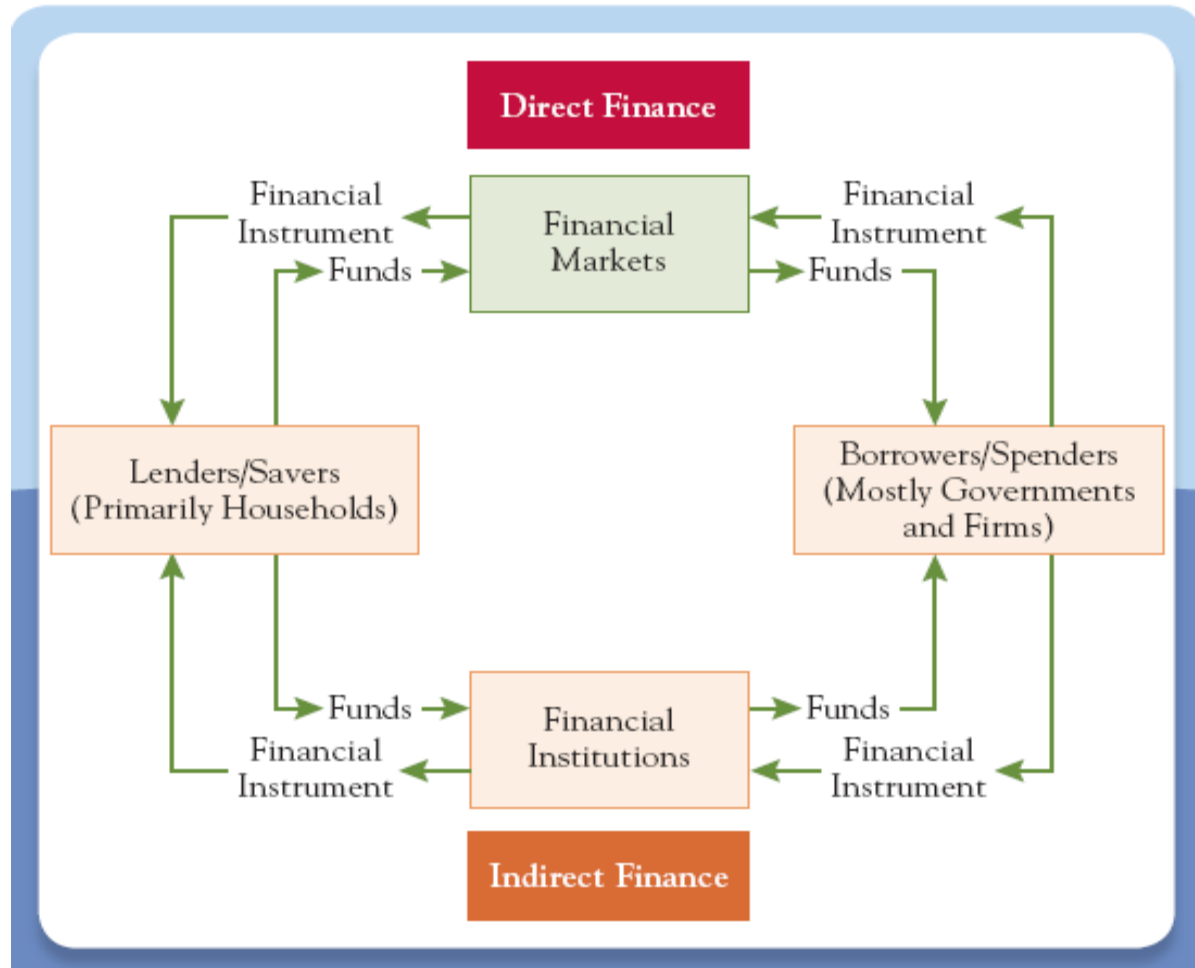 Direct Finance
Financial
Instrument
Funds
Financial
Markets
Financial
Instrument
Funds
Lenders/Savers
(Primarily Households)
Borrowers/Spenders
(Mostly Governments
and Firms)
Funds
Financial
Instrument
Financial
Institutions
Funds
Financial
Instrument
Indirect Finance